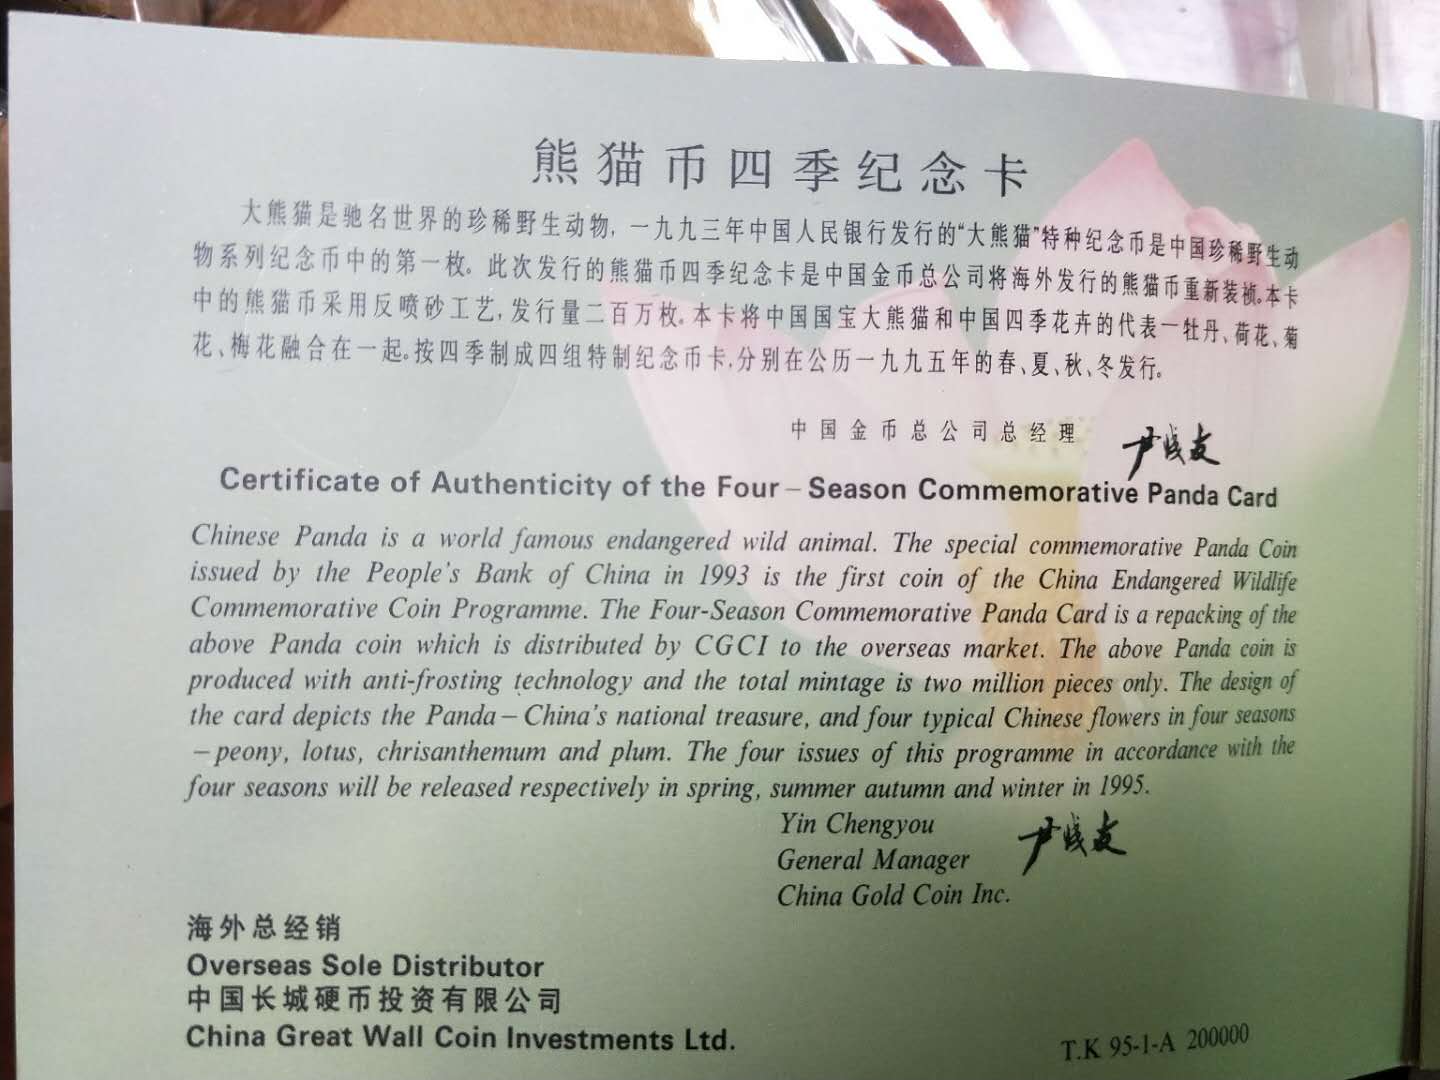 熊猫币四季纪念卡
大熊猫是驰名世界的珍稀野生动物，一九九三年中国人民银行发行的“大熊猫”特种纪念币是中国珍稀野生动
物系列纪念币中的第一枚。此次发行的熊猫币四季纪念卡是中国金币总公司将海外发行的熊猫币重新装祯。本卡
中的熊猫币采用反喷砂工艺，发行量二百万枚。本卡将中国国宝大熊猫和中国四季花卉的代表—牡丹、荷花、菊
花、梅花融合在一起。按四季制成四组特制纪念币卡，分别在公历一九九五年的春、夏、秋、冬发行。
中国金币总公司总经理 尹成友
Certificate of Authenticity of the Four – Season Commemorative Panda Card
Chinese Panda is a world famous endangered wild animal. The special commemorative Panda Coin
issued by the People's Bank of China in 1993 is the first coin of the China Endangered Wildlife
Commemorative Coin Programme. The Four-Season Commemorative Panda Card is a repacking of the
above Panda coin which is distributed by CGCI to the overseas market. The above Panda coin is
produced with anti-frosting technology and the total mintage is two million pieces only. The design of
the card depicts the Panda – China's national treasure, and four typical Chinese flowers in four seasons
– peony, lotus, chrisanthemum and plum. The four issues of this programme in accordance with the
four seasons will be released respectively in spring, summer autumn and winter in 1995.
Yin Chengyou 尹成友
General Manager
China Gold Coin Inc.
海外总经销
Overseas Sole Distributor
中国长城硬币投资有限公司
China Great Wall Coin Investments Ltd.
T.K 95-1-A 200000